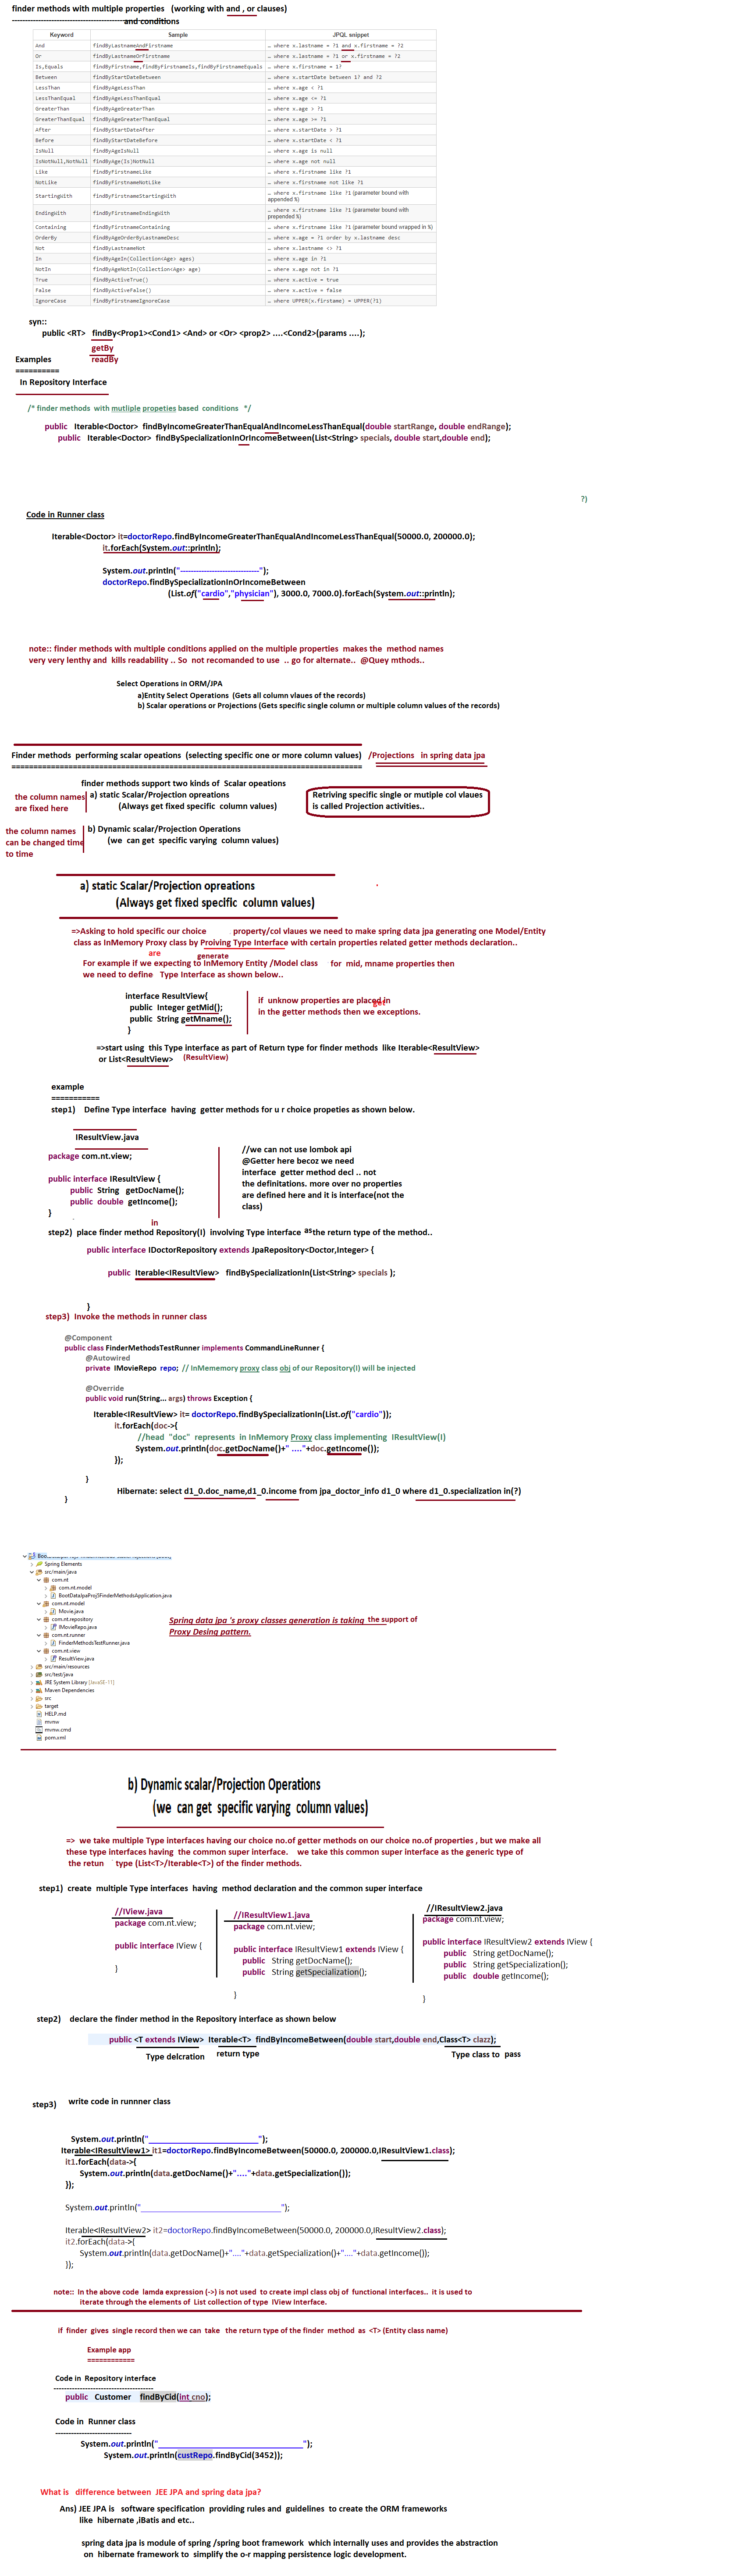 finder methods with multiple properties (working with and , or clauses)
-----------------------------------------------and conditions
Keyword Sample JPQL snippet
And findByLastnameAndFirstname … where x.lastname = ?1 and x.firstname = ?2
Or findByLastnameOrFirstname … where x.lastname = ?1 or x.firstname = ?2
Is,Equals findByFirstname,findByFirstnameIs,findByFirstnameEquals … where x.firstname = 1?
Between findByStartDateBetween … where x.startDate between 1? and ?2
LessThan findByAgeLessThan … where x.age < ?1
LessThanEqual findByAgeLessThanEqual … where x.age <= ?1
GreaterThan findByAgeGreaterThan … where x.age > ?1
GreaterThanEqual findByAgeGreaterThanEqual … where x.age >= ?1
After findByStartDateAfter … where x.startDate > ?1
Before findByStartDateBefore … where x.startDate < ?1
IsNull findByAgeIsNull … where x.age is null
IsNotNull,NotNull findByAge(Is)NotNull … where x.age not null
Like findByFirstnameLike … where x.firstname like ?1
NotLike findByFirstnameNotLike … where x.firstname not like ?1
StartingWith findByFirstnameStartingWith … where x.firstname like ?1 (parameter bound with appended %)
EndingWith findByFirstnameEndingWith … where x.firstname like ?1 (parameter bound with prepended %)
Containing findByFirstnameContaining … where x.firstname like ?1 (parameter bound wrapped in %)
OrderBy findByAgeOrderByLastnameDesc … where x.age = ?1 order by x.lastname desc
Not findByLastnameNot … where x.lastname <> ?1
In findByAgeIn(Collection<Age> ages) … where x.age in ?1
NotIn findByAgeNotIn(Collection<Age> age) … where x.age not in ?1
True findByActiveTrue() … where x.active = true
False findByActiveFalse() … where x.active = false
IgnoreCase findByFirstnameIgnoreCase … where UPPER(x.firstame) = UPPER(?1)
syn::
public <RT> findBy<Prop1><Cond1> <And> or <Or> <prop2> ....<Cond2>(params ....);
getBy
Examples readBy
==========
In Repository Interface
/* finder methods with mutliple propeties based conditions */
public Iterable<Doctor> findByIncomeGreaterThanEqualAndIncomeLessThanEqual(double startRange, double endRange);
public Iterable<Doctor> findBySpecializationInOrIncomeBetween(List<String> specials, double start,double end);
?)
Code in Runner class
Iterable<Doctor> it=doctorRepo.findByIncomeGreaterThanEqualAndIncomeLessThanEqual(50000.0, 200000.0);
it.forEach(System.out::println);
System.out.println("------------------------------");
doctorRepo.findBySpecializationInOrIncomeBetween
(List.of("cardio","physician"), 3000.0, 7000.0).forEach(System.out::println);
note:: finder methods with multiple conditions applied on the multiple properties makes the method names
very very lenthy and kills readability .. So not recomanded to use .. go for alternate.. @Quey mthods..
Select Operations in ORM/JPA
a)Entity Select Operations (Gets all column vlaues of the records)
b) Scalar operations or Projections (Gets specific single column or multiple column values of the records)
Finder methods performing scalar opeations (selecting specific one or more column values) /Projections in spring data jpa
================================================================================
finder methods support two kinds of Scalar opeations
the column names a) static Scalar/Projection opreations
are fixed here (Always get fixed specific column values)
Retriving specific single or mutiple col vlaues
is called Projection activities..
the column names b) Dynamic scalar/Projection Operations
can be changed time (we can get specific varying column values)
to time
a) static Scalar/Projection opreations
(Always get fixed specific column values)
=>Asking to hold specific our choice property/col vlaues we need to make spring data jpa generating one Model/Entity
class as InMemory Proxy class by Proiving Type Interface with certain properties related getter methods declaration..
are generate
For example if we expecting to InMemory Entity /Model class for mid, mname properties then
we need to define Type Interface as shown below..
interface ResultView{
public Integer getMid();
public String getMname();
}
if unknow properties are placed in
get
in the getter methods then we exceptions.
=>start using this Type interface as part of Return type for finder methods like Iterable<ResultView>
or List<ResultView> (ResultView)
example
===========
step1) Define Type interface having getter methods for u r choice propeties as shown below.
IResultView.java
package com.nt.view;
public interface IResultView {
public String getDocName();
public double getIncome();
}
//we can not use lombok api
@Getter here becoz we need
interface getter method decl .. not
the definitations. more over no properties
are defined here and it is interface(not the
class)
in
step2) place finder method Repository(I) involving Type interface as the return type of the method..
public interface IDoctorRepository extends JpaRepository<Doctor,Integer> {
public Iterable<IResultView> findBySpecializationIn(List<String> specials );
}
step3) Invoke the methods in runner class
@Component
public class FinderMethodsTestRunner implements CommandLineRunner {
@Autowired
private IMovieRepo repo; // InMememory proxy class obj of our Repository(I) will be injected
@Override
public void run(String... args) throws Exception {
Iterable<IResultView> it= doctorRepo.findBySpecializationIn(List.of("cardio"));
it.forEach(doc->{
//head "doc" represents in InMemory Proxy class implementing IResultView(I)
System.out.println(doc.getDocName()+" ...."+doc.getIncome());
});
}
Hibernate: select d1_0.doc_name,d1_0.income from jpa_doctor_info d1_0 where d1_0.specialization in(?)
}
Spring Elements
src/main/java
com.nt
com.nt.model
BootDataJpaProj3FinderMethodsApplication.java
com.nt.model
Movie.java
com.nt.repository
IMovieRepo.java
com.nt.runner
FinderMethodsTestRunner.java
com.nt.view
ResultView.java
src/main/resources
src/test/java
JRE System Library [JavaSE-11]
Maven Dependencies
src
target
HELP.md
mvnw
mvnw.cmd
pom.xml
Spring data jpa 's proxy classes generation is taking the support of
Proxy Desing pattern.
b) Dynamic scalar/Projection Operations
(we can get specific varying column values)
=> we take multiple Type interfaces having our choice no.of getter methods on our choice no.of properties , but we make all
these type interfaces having the common super interface. we take this common super interface as the generic type of
the retun type (List<T>/Iterable<T>) of the finder methods.
step1) create multiple Type interfaces having method declaration and the common super interface
//IView.java
package com.nt.view;
public interface IView {
}
//IResultView1.java
package com.nt.view;
public interface IResultView1 extends IView {
public String getDocName();
public String getSpecialization();
}
//IResultView2.java
package com.nt.view;
public interface IResultView2 extends IView {
public String getDocName();
public String getSpecialization();
public double getIncome();
}
step2) declare the finder method in the Repository interface as shown below
public <T extends IView> Iterable<T> findByIncomeBetween(double start,double end,Class<T> clazz);
Type delcration return type Type class to pass
step3) write code in runnner class
System.out.println("___________________________");
Iterable<IResultView1> it1=doctorRepo.findByIncomeBetween(50000.0, 200000.0,IResultView1.class);
it1.forEach(data->{
System.out.println(data.getDocName()+"...."+data.getSpecialization());
});
System.out.println("___________________________________");
Iterable<IResultView2> it2=doctorRepo.findByIncomeBetween(50000.0, 200000.0,IResultView2.class);
it2.forEach(data->{
System.out.println(data.getDocName()+"...."+data.getSpecialization()+"...."+data.getIncome());
});
note:: In the above code lamda expression (->) is not used to create impl class obj of functional interfaces.. it is used to
iterate through the elements of List collection of type IView Interface.
if finder gives single record then we can take the return type of the finder method as <T> (Entity class name)
Example app
============
Code in Repository interface
--------------------------------------
public Customer findByCid(int cno);
Code in Runner class
-----------------------------
System.out.println("____________________________________");
System.out.println(custRepo.findByCid(3452));
What is difference between JEE JPA and spring data jpa?
Ans) JEE JPA is software specification providing rules and guidelines to create the ORM frameworks
like hibernate ,iBatis and etc..
spring data jpa is module of spring /spring boot framework which internally uses and provides the abstraction
on hibernate framework to simplify the o-r mapping persistence logic development.